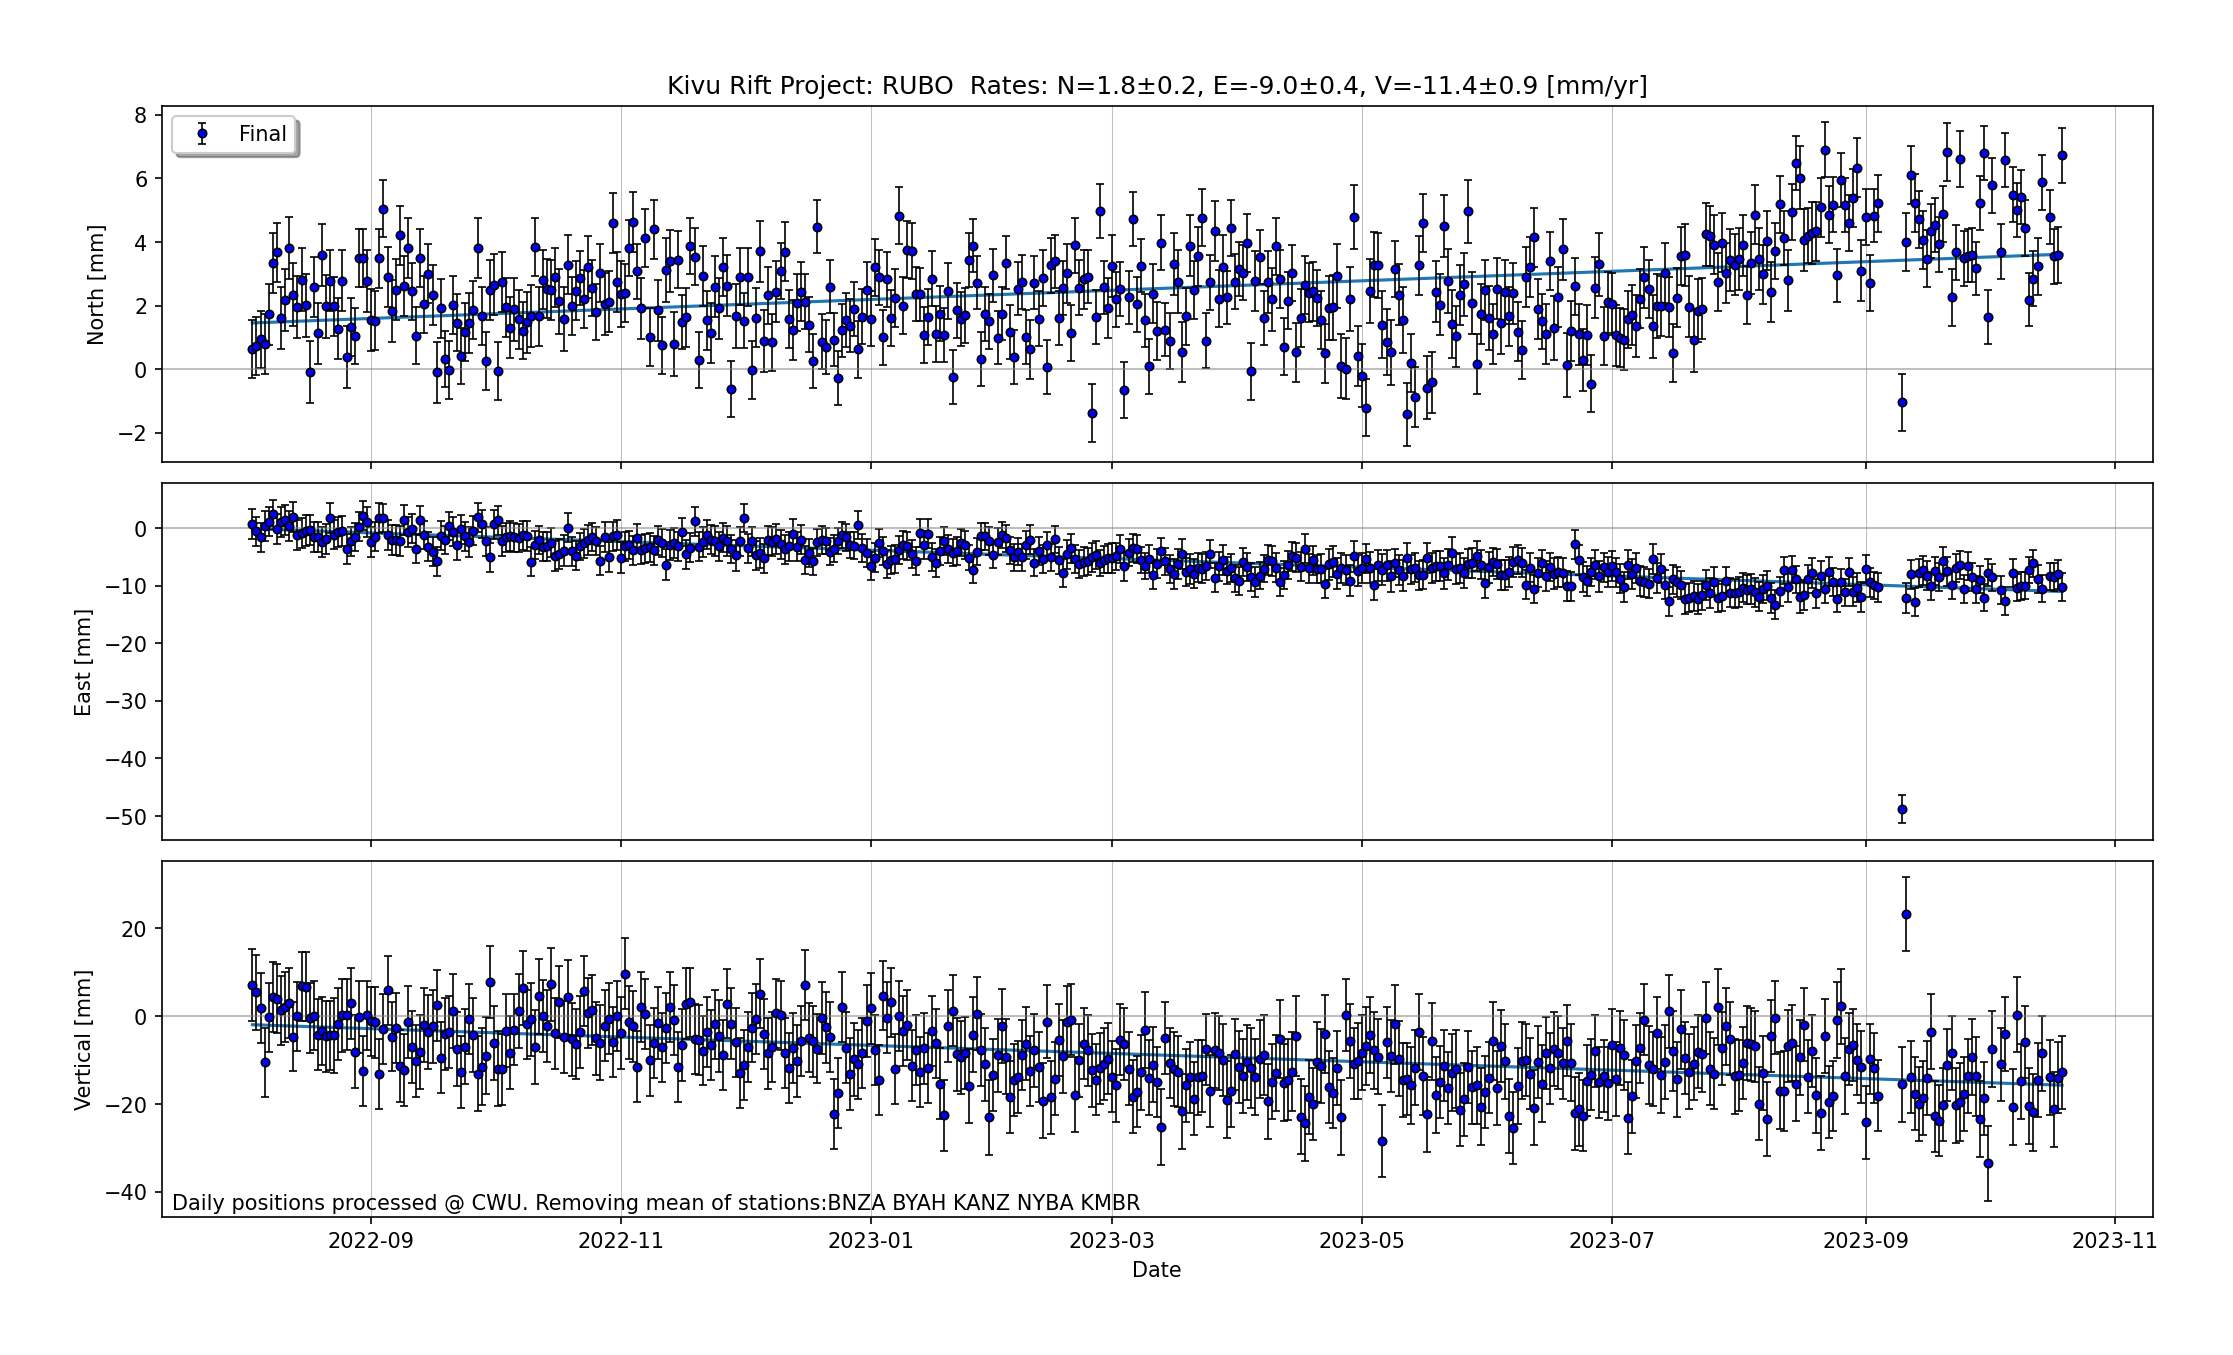 Kivu Rift Project: RUBO  Rates: N=1.8±0.2, E=-9.0±0.4, V=-11.4±0.9 [mm/yr]
Final
8
6
4
2
0
−2
North [mm]
0
−10
−20
−30
−40
−50
East [mm]
20
0
−20
−40
Vertical [mm]
Daily positions processed @ CWU. Removing mean of stations:BNZA BYAH KANZ NYBA KMBR
2022-09 2022-11 2023-01 2023-03 2023-05 2023-07 2023-09 2023-11
Date